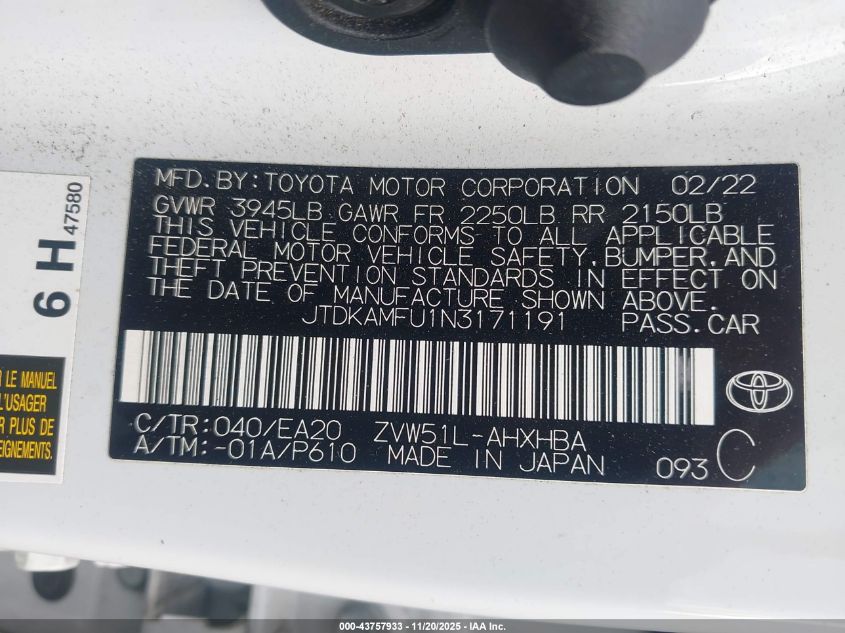 MFD.BY:TOYOTA MOTOR CORPORATION 02/22
GVWR 3945LB GAWR FR 2250LB RR 2150LB
THIS VEHICLE CONFORMS TO ALL APPLICABLE
FEDERAL MOTOR VEHICLE SAFETY,BUMPER,AND
THEFT PREVENTION STANDARDS IN EFFECT ON
THE DATE OF MANUFACTURE SHOWN ABOVE.
JTDKAMFU1N3171191 PASS.CAR
C/TR:040/EA20 ZVW51L-AHXHBA
A/TM:-01A/P610 MADE IN JAPAN 093 C
6 H 47580
LE MANUEL
L'USAGER
PLUS DE
000-43757933 - 11/20/2025 - IAA Inc.